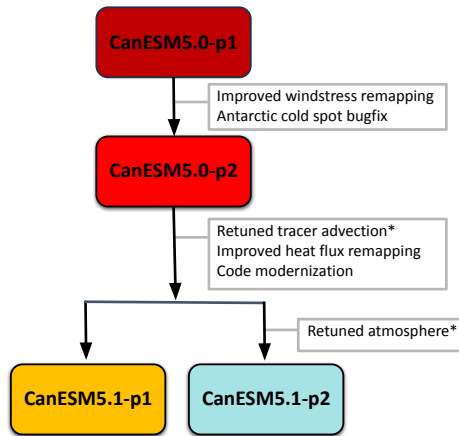 CanESM5.0-p1
Improved windstress remapping
Antarctic cold spot bugfix
CanESM5.0-p2
Retuned tracer advection*
Improved heat flux remapping
Code modernization
Retuned atmosphere*
CanESM5.1-p1
CanESM5.1-p2